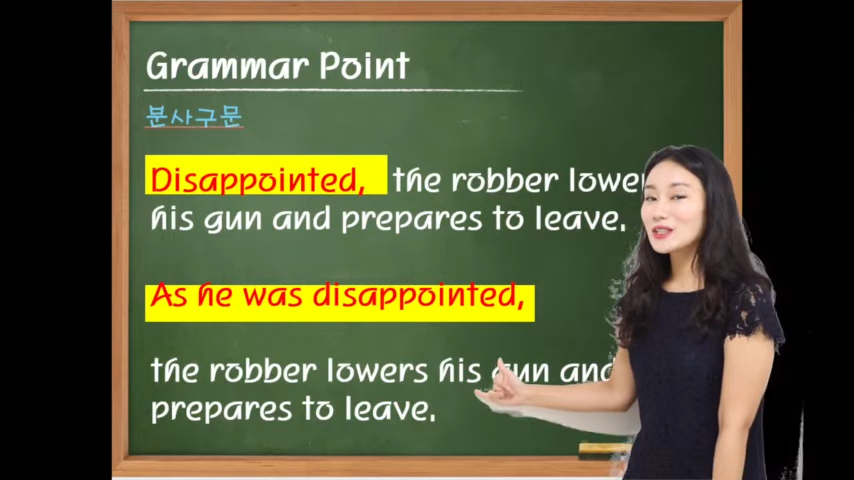 Grammar Point
분사구문
Disappointed, the robber
his gun and prepares to leave.
As he was disappointed,
the robber lowers his gun
prepares to leave.